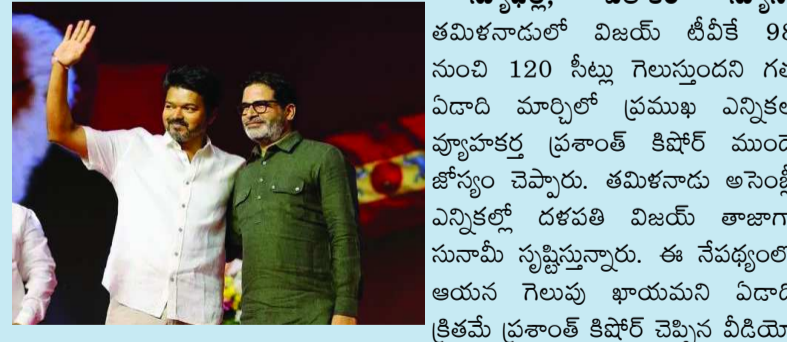 తమిళనాడులో విజయ్ టీవీకే
నుంచి 120 సీట్లు గెలుస్తుందని గత
ఏడాది మార్చిలో ప్రముఖ ఎన్నికల
వ్యూహకర్త ప్రశాంత్ కిషోర్ ముందే
జోస్యం చెప్పారు. తమిళనాడు అసెంబ్లీ
ఎన్నికల్లో దళపతి విజయ్ తాజాగా
సునామీ సృష్టిస్తున్నారు. ఈ నేపథ్యంలో
ఆయన గెలుపు ఖాయమని ఏడాది
క్రితమే ప్రశాంత్ కిషోర్ చెప్పిన వీడియో